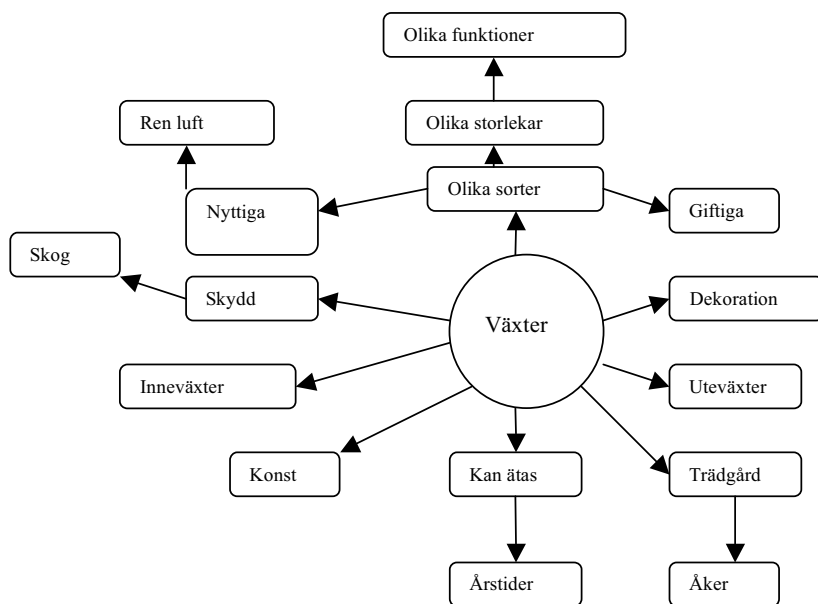 Olika funktioner
Ren luft
Olika storlekar
Olika sorter
Nyttiga
Giftiga
Skog
Skydd
Dekoration
Växter
Inneväxter
Uteväxter
Konst
Kan ätas
Trädgård
Årstider
Åker